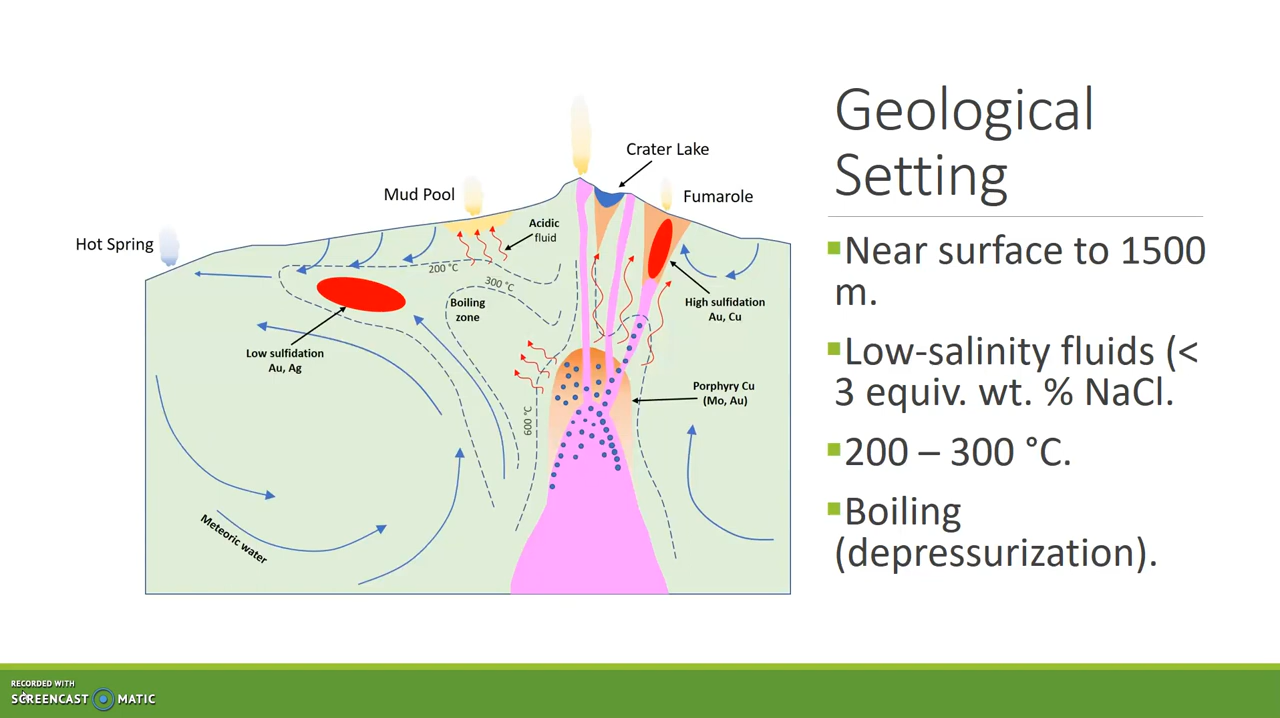 Geological
Setting
Near surface to 1500
m.
Low-salinity fluids (<
3 equiv. wt. % NaCl.
200 – 300 °C.
Boiling
(depressurization).
Crater Lake
Mud Pool
Fumarole
Hot Spring
Acidic
fluid
200 °C
300 °C
Boiling
zone
High sulfidation
Au, Cu
Low sulfidation
Au, Ag
Porphyry Cu
(Mo, Au)
600 °C
Meteoric water
RECORDED WITH
SCREENCAST MATIC